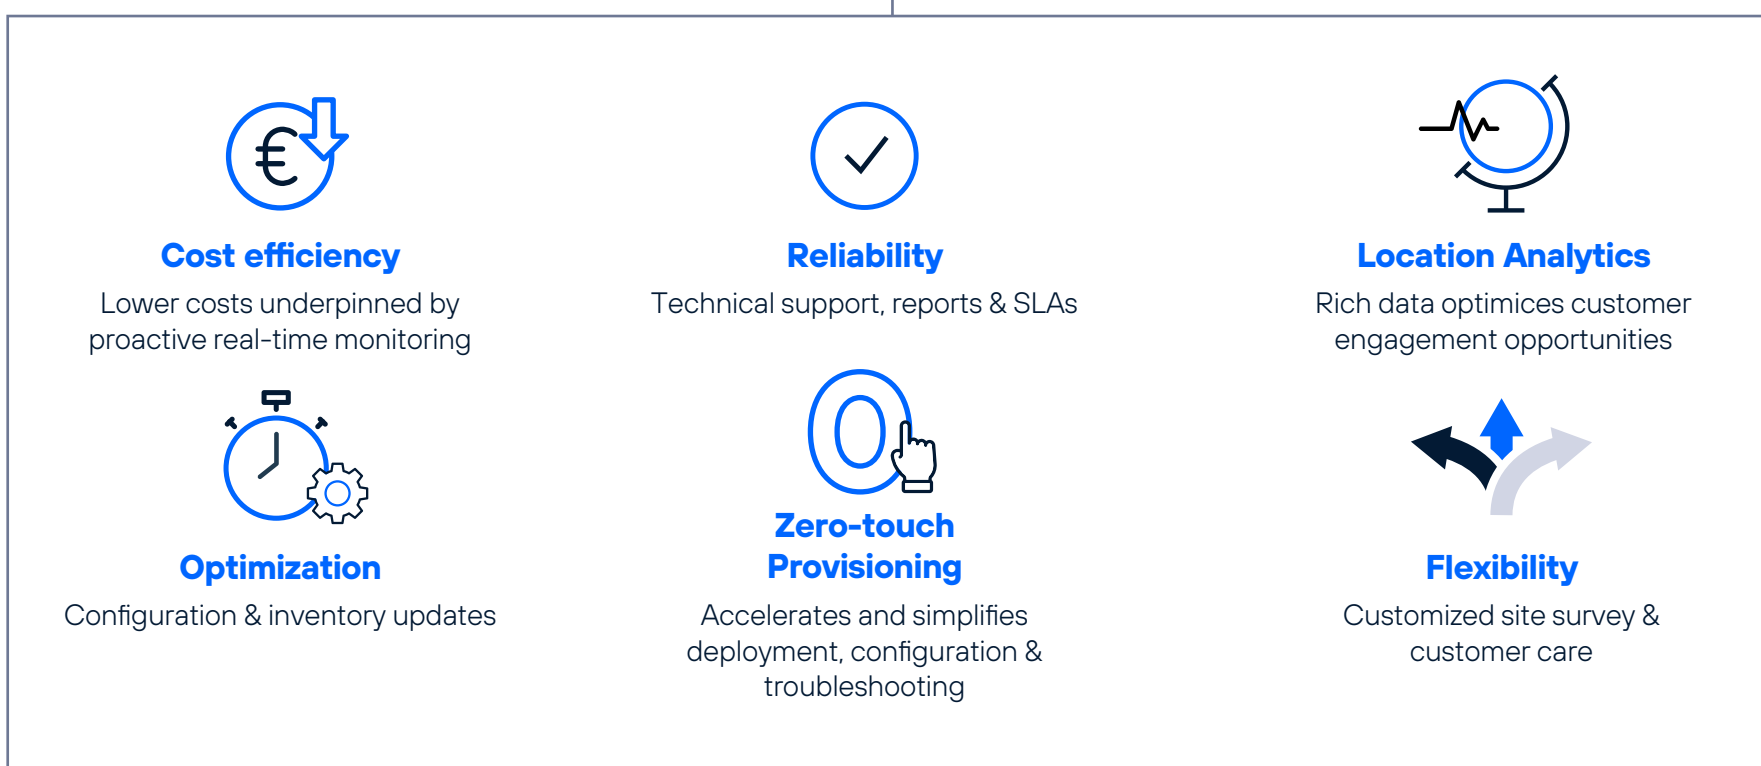 Cost efficiency
Lower costs underpinned by
proactive real-time monitoring
Reliability
Technical support, reports & SLAs
Location Analytics
Rich data optimices customer
engagement opportunities
Optimization
Configuration & inventory updates
Zero-touch
Provisioning
Accelerates and simplifies
deployment, configuration &
troubleshooting
Flexibility
Customized site survey &
customer care